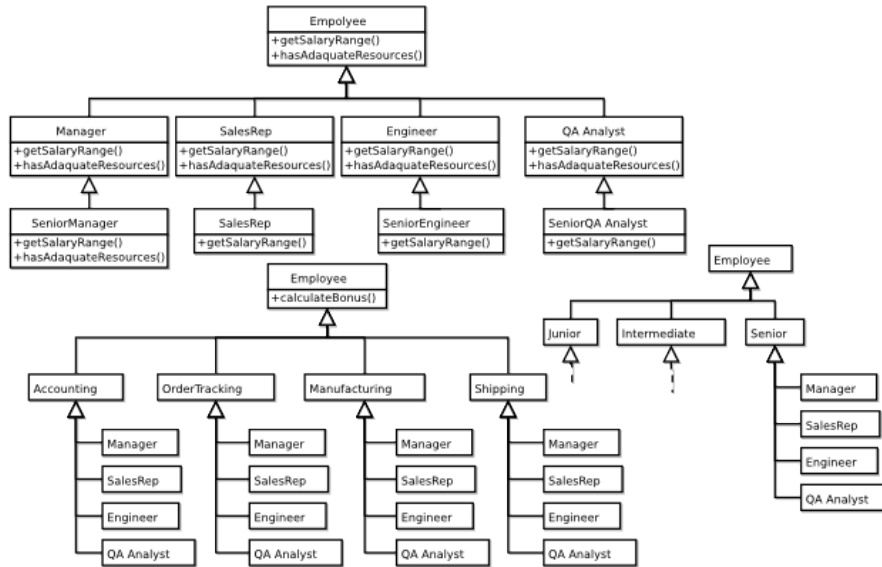 Empolyee
+getSalaryRange()
+hasAdaquateResources()
Manager
+getSalaryRange()
+hasAdaquateResources()
SalesRep
+getSalaryRange()
+hasAdaquateResources()
Engineer
+getSalaryRange()
+hasAdaquateResources()
QA Analyst
+getSalaryRange()
+hasAdaquateResources()
SeniorManager
+getSalaryRange()
+hasAdaquateResources()
SalesRep
+getSalaryRange()
SeniorEngineer
+getSalaryRange()
SeniorQA Analyst
+getSalaryRange()
Employee
+calculateBonus()
Accounting
OrderTracking
Manufacturing
Shipping
Manager
SalesRep
Engineer
QA Analyst
Manager
SalesRep
Engineer
QA Analyst
Manager
SalesRep
Engineer
QA Analyst
Manager
SalesRep
Engineer
QA Analyst
Employee
Junior
Intermediate
Senior
Manager
SalesRep
Engineer
QA Analyst